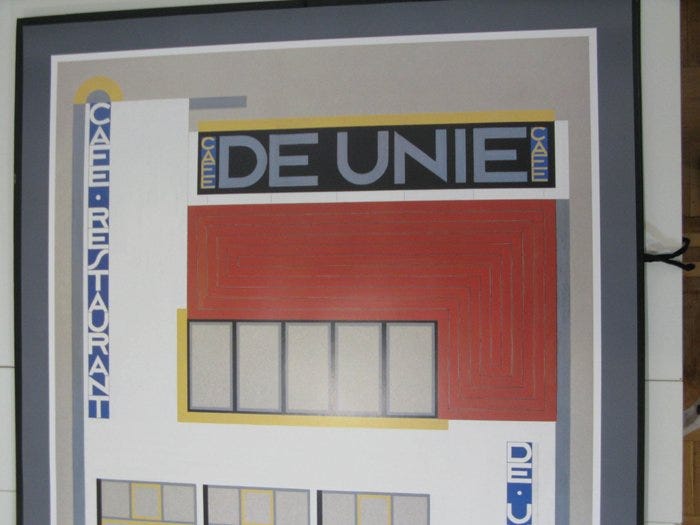 CAFE · RESTAURANT
CAFE DE UNIE CAFE
DE · U